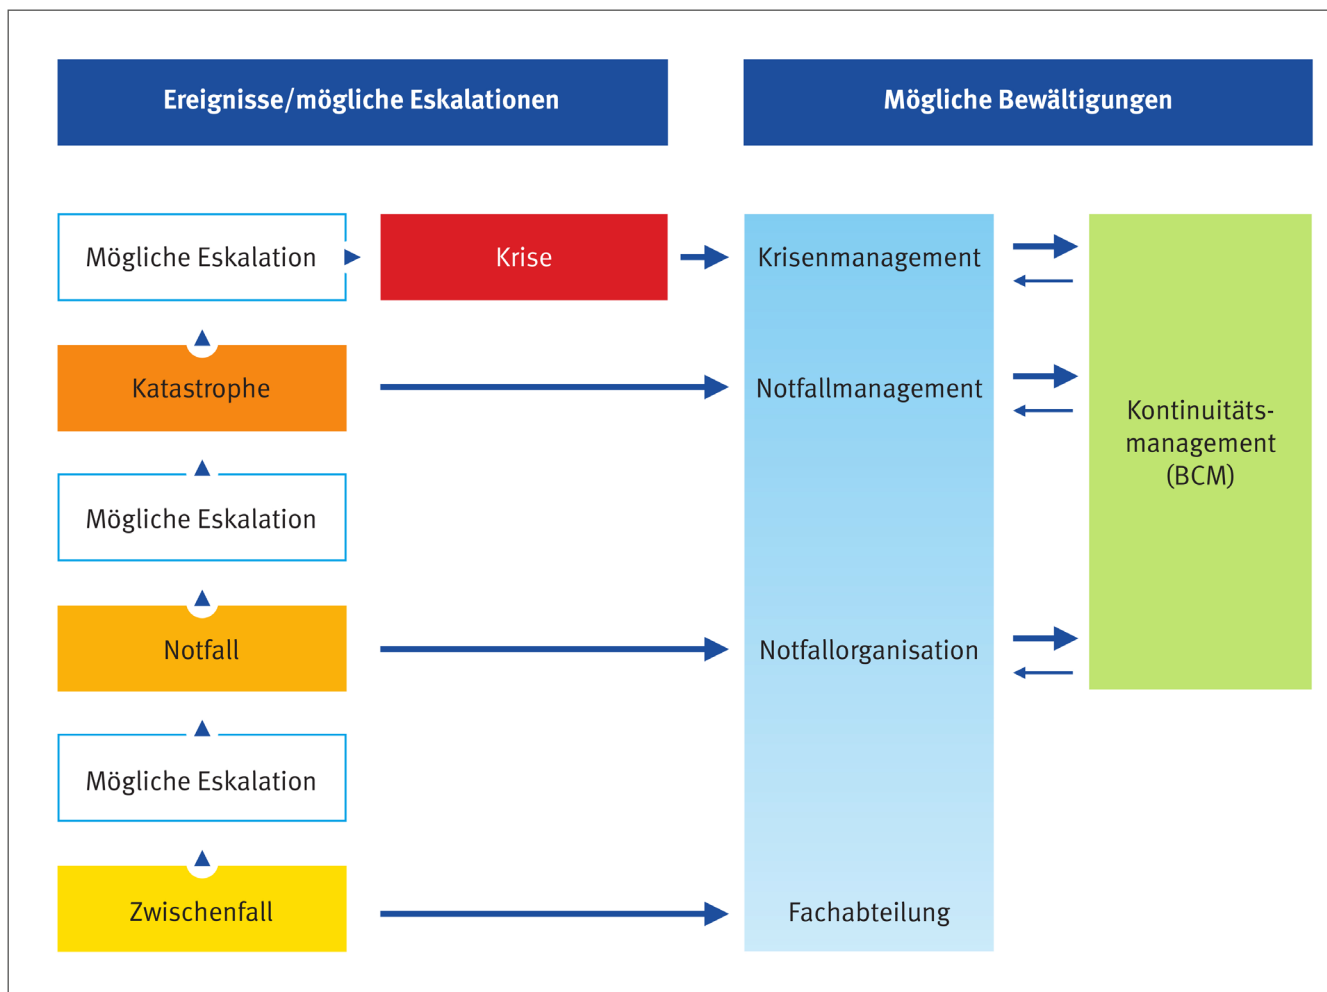 Ereignisse/mögliche Eskalationen
Mögliche Bewältigungen
Mögliche Eskalation
Krise
Krisenmanagement
Katastrophe
Notfallmanagement
Kontinuitäts-
management
(BCM)
Mögliche Eskalation
Notfall
Notfallorganisation
Mögliche Eskalation
Zwischenfall
Fachabteilung